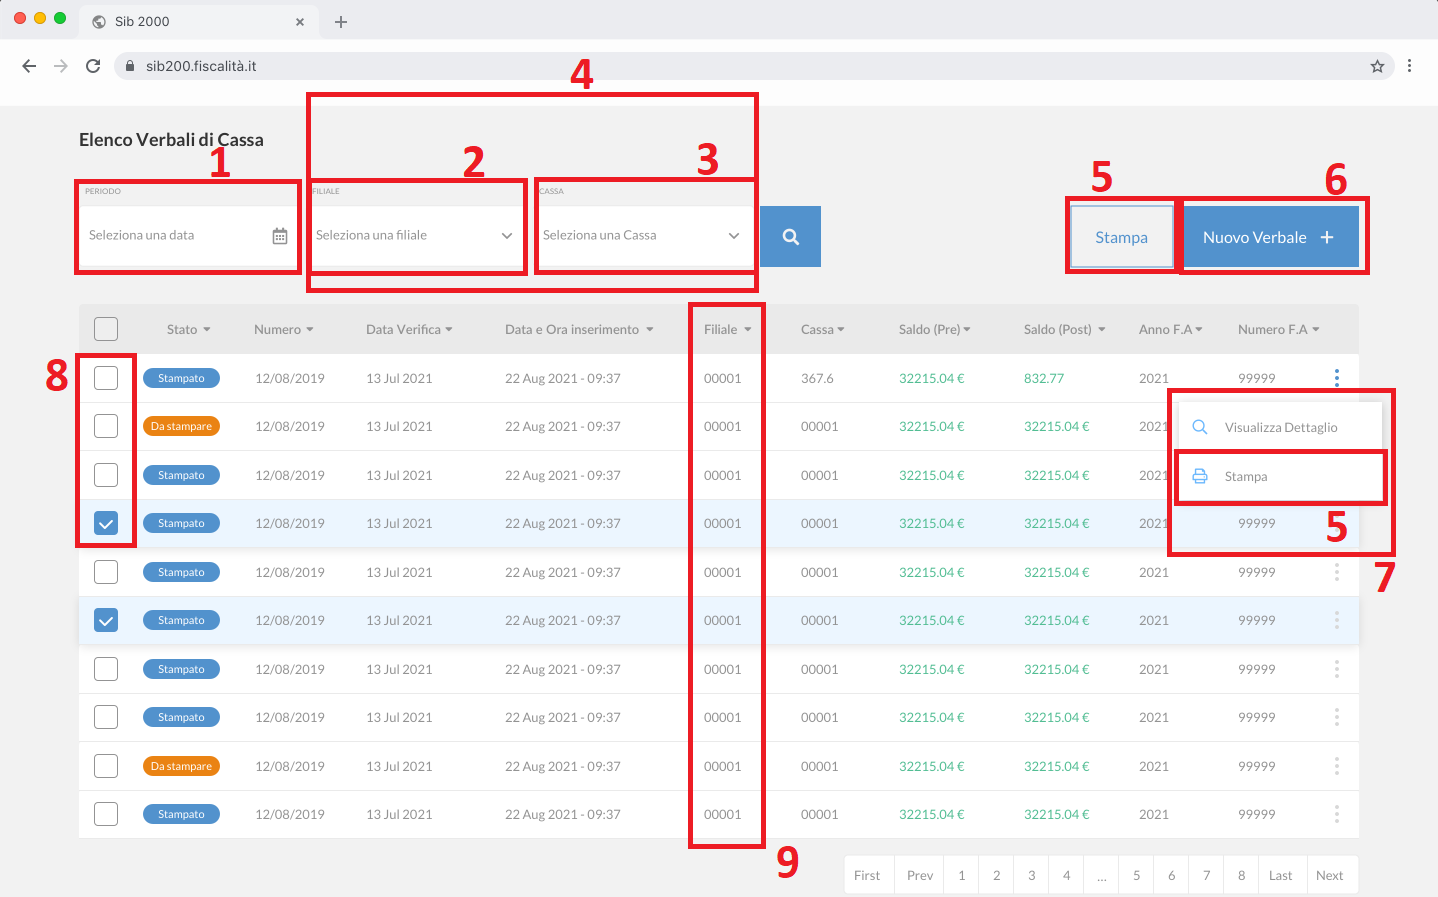 Sib 2000
sib200.fiscalità.it
4
Elenco Verbali di Cassa
1
2
3
5
6
PERIODO
FILIALE
CASSA
Seleziona una data
Seleziona una filiale
Seleziona una Cassa
Stampa
Nuovo Verbale +
Stato Numero Data Verifica Data e Ora inserimento Filiale Cassa Saldo (Pre) Saldo (Post) Anno F.A Numero F.A
8
Stampato 12/08/2019 13 Jul 2021 22 Aug 2021 - 09:37 00001 367.6 32215.04 € 832.77 2021 99999
Da stampare 12/08/2019 13 Jul 2021 22 Aug 2021 - 09:37 00001 00001 32215.04 € 32215.04 € 2021 Visualizza Dettaglio
Stampato 12/08/2019 13 Jul 2021 22 Aug 2021 - 09:37 00001 00001 32215.04 € 32215.04 € 2021 Stampa
Stampato 12/08/2019 13 Jul 2021 22 Aug 2021 - 09:37 00001 00001 32215.04 € 32215.04 € 2021 99999
5
7
Stampato 12/08/2019 13 Jul 2021 22 Aug 2021 - 09:37 00001 00001 32215.04 € 32215.04 € 2021 99999
Stampato 12/08/2019 13 Jul 2021 22 Aug 2021 - 09:37 00001 00001 32215.04 € 32215.04 € 2021 99999
Stampato 12/08/2019 13 Jul 2021 22 Aug 2021 - 09:37 00001 00001 32215.04 € 32215.04 € 2021 99999
Stampato 12/08/2019 13 Jul 2021 22 Aug 2021 - 09:37 00001 00001 32215.04 € 32215.04 € 2021 99999
Da stampare 12/08/2019 13 Jul 2021 22 Aug 2021 - 09:37 00001 00001 32215.04 € 32215.04 € 2021 99999
Stampato 12/08/2019 13 Jul 2021 22 Aug 2021 - 09:37 00001 00001 32215.04 € 32215.04 € 2021 99999
9
First Prev 1 2 3 4 ... 5 6 7 8 Last Next